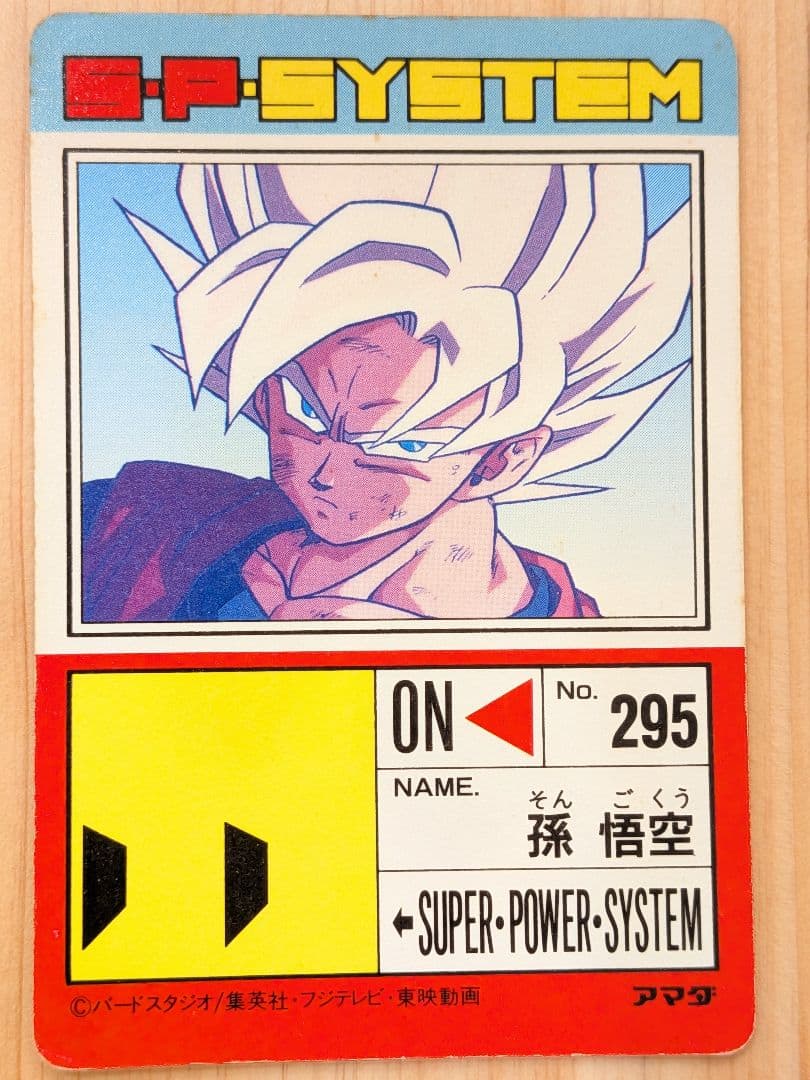 S·P·SYSTEM
ON
No.
295
NAME.
そん ご くう
孫 悟空
SUPER·POWER·SYSTEM
©バードスタジオ/集英社・フジテレビ・東映動画
アマダ